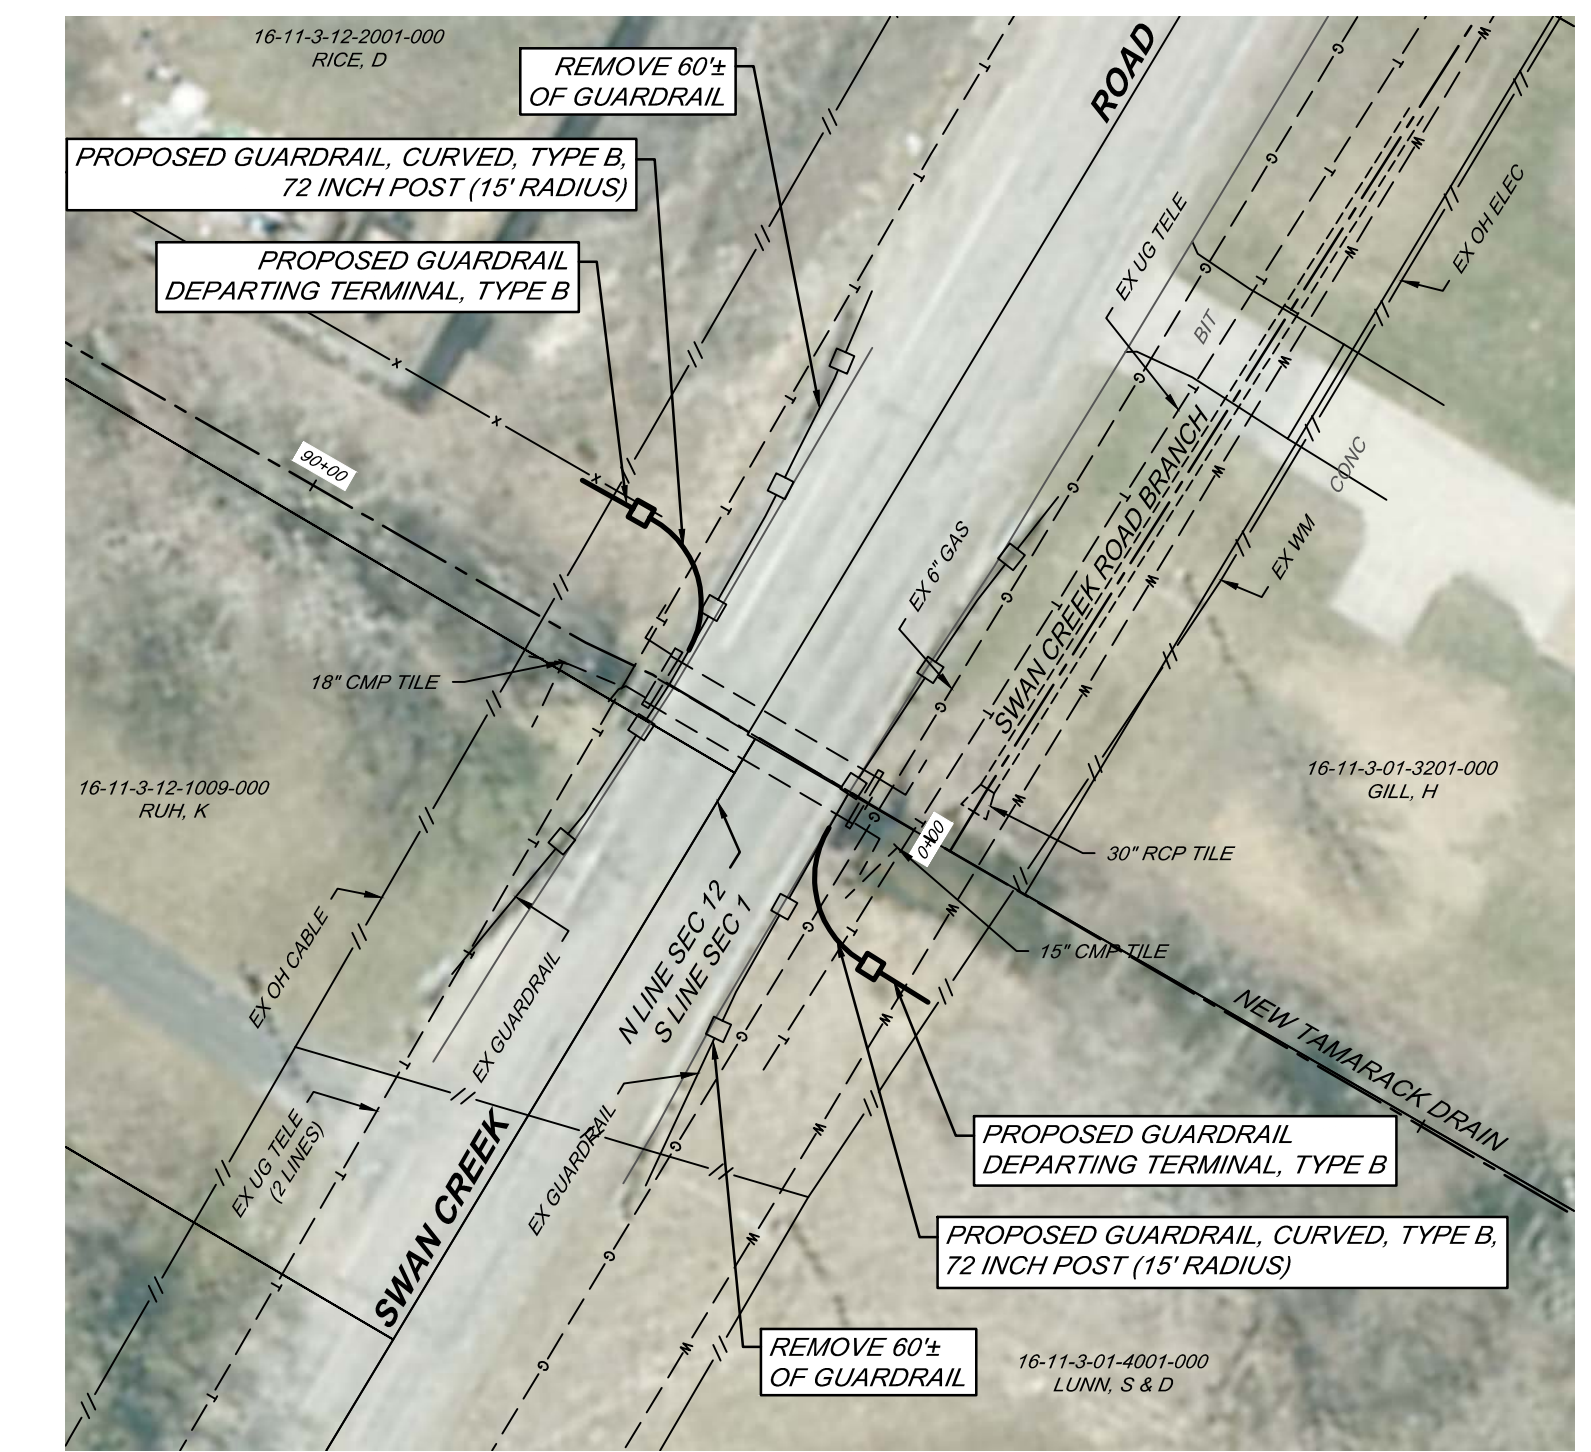 16-11-3-12-2001-000
RICE, D
REMOVE 60'±
OF GUARDRAIL
ROAD
PROPOSED GUARDRAIL, CURVED, TYPE B,
72 INCH POST (15' RADIUS)
PROPOSED GUARDRAIL
DEPARTING TERMINAL, TYPE B
EX UG TELE
EX OH ELEC
BIT
CONC
90+00
SWAN CREEK ROAD BRANCH
EX 6" GAS
EX WM
18" CMP TILE
16-11-3-12-1009-000
RUH, K
16-11-3-01-3201-000
GILL, H
0+00
30" RCP TILE
15" CMP TILE
N LINE SEC 12
S LINE SEC 1
EX OH CABLE
EX GUARDRAIL
NEW TAMARACK DRAIN
EX UG TELE
(2 LINES)
EX GUARDRAIL
SWAN CREEK
PROPOSED GUARDRAIL
DEPARTING TERMINAL, TYPE B
PROPOSED GUARDRAIL, CURVED, TYPE B,
72 INCH POST (15' RADIUS)
REMOVE 60'±
OF GUARDRAIL
16-11-3-01-4001-000
LUNN, S & D